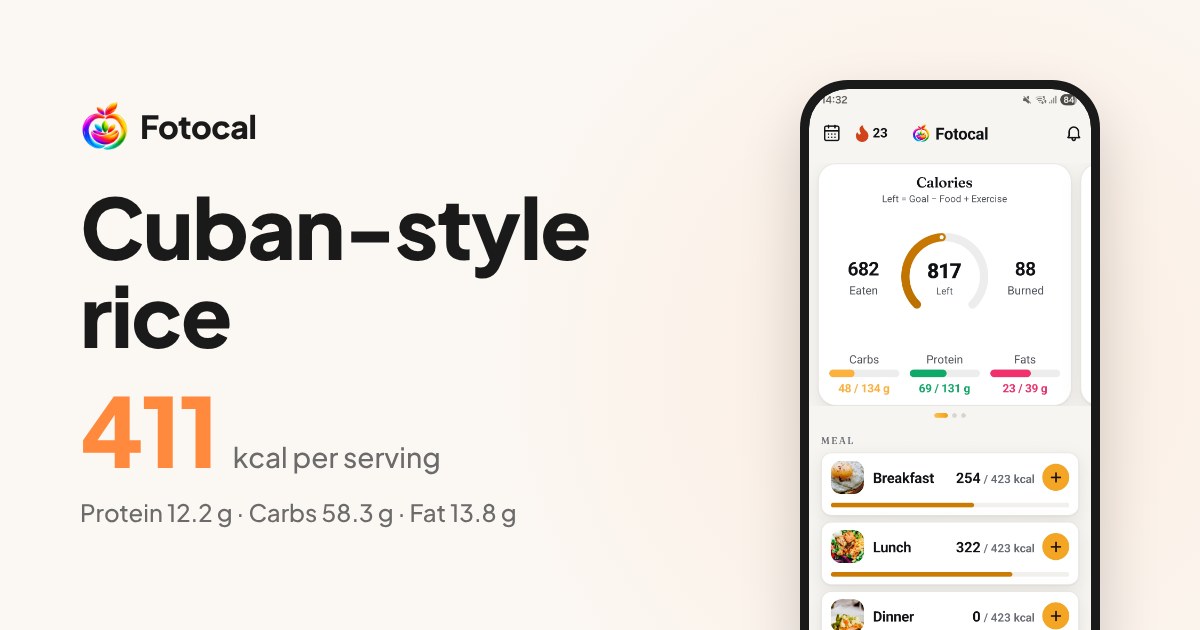 Fotocal
Cuban-style
rice
411 kcal per serving
Protein 12.2 g · Carbs 58.3 g · Fat 13.8 g
14:32
84
23
Fotocal
Calories
Left = Goal - Food + Exercise
682
Eaten
817
Left
88
Burned
Carbs
48 / 134 g
Protein
69 / 131 g
Fats
23 / 39 g
MEAL
Breakfast 254 / 423 kcal
Lunch 322 / 423 kcal
Dinner 0 / 423 kcal